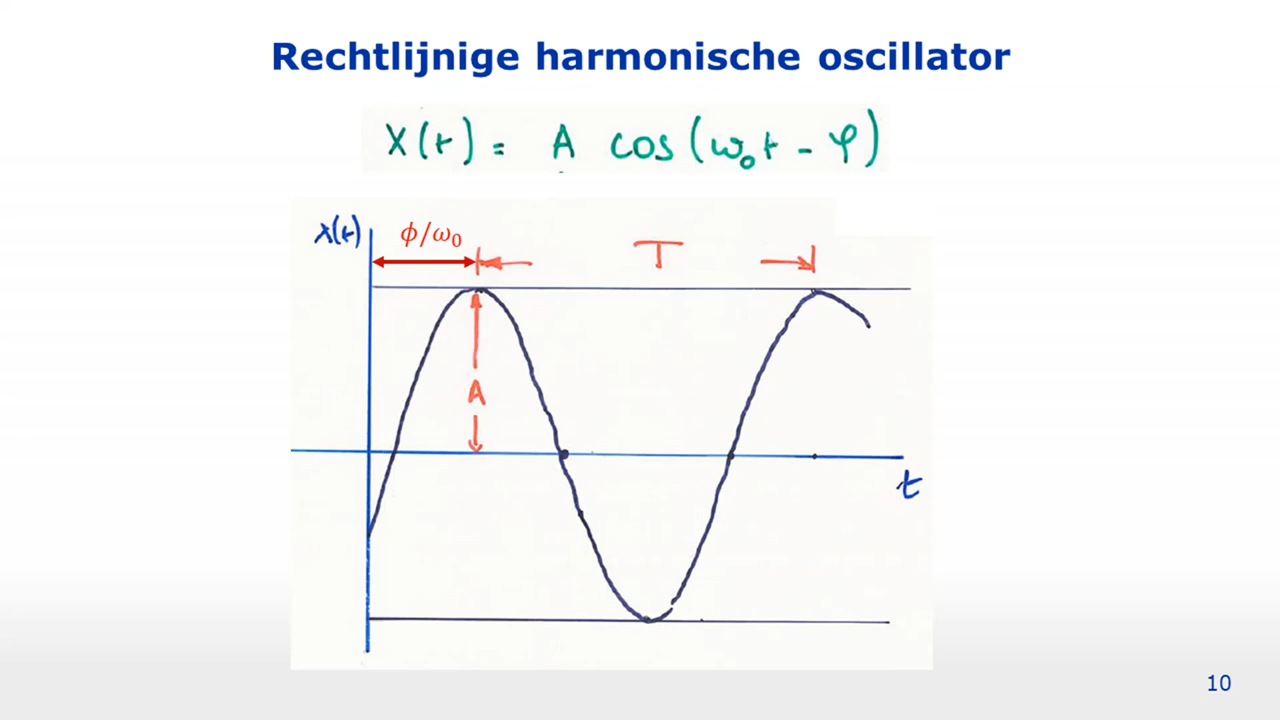 Rechtlijnige harmonische oscillator
X(t) = A cos(ω₀t - φ)
x(t)
ϕ/ω₀
T
A
t
10